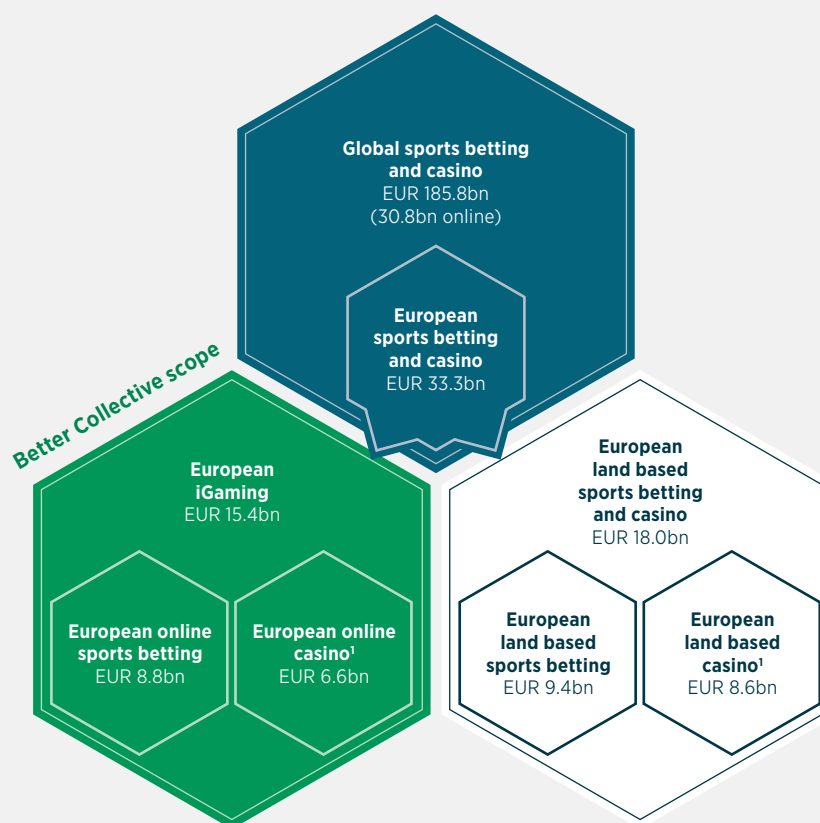 Global sports betting
and casino
EUR 185.8bn
(30.8bn online)
European
sports betting
and casino
EUR 33.3bn
Better Collective scope
European
iGaming
EUR 15.4bn
European online
sports betting
EUR 8.8bn
European online
casino¹
EUR 6.6bn
European
land based
sports betting
and casino
EUR 18.0bn
European
land based
sports betting
EUR 9.4bn
European
land based
casino¹
EUR 8.6bn